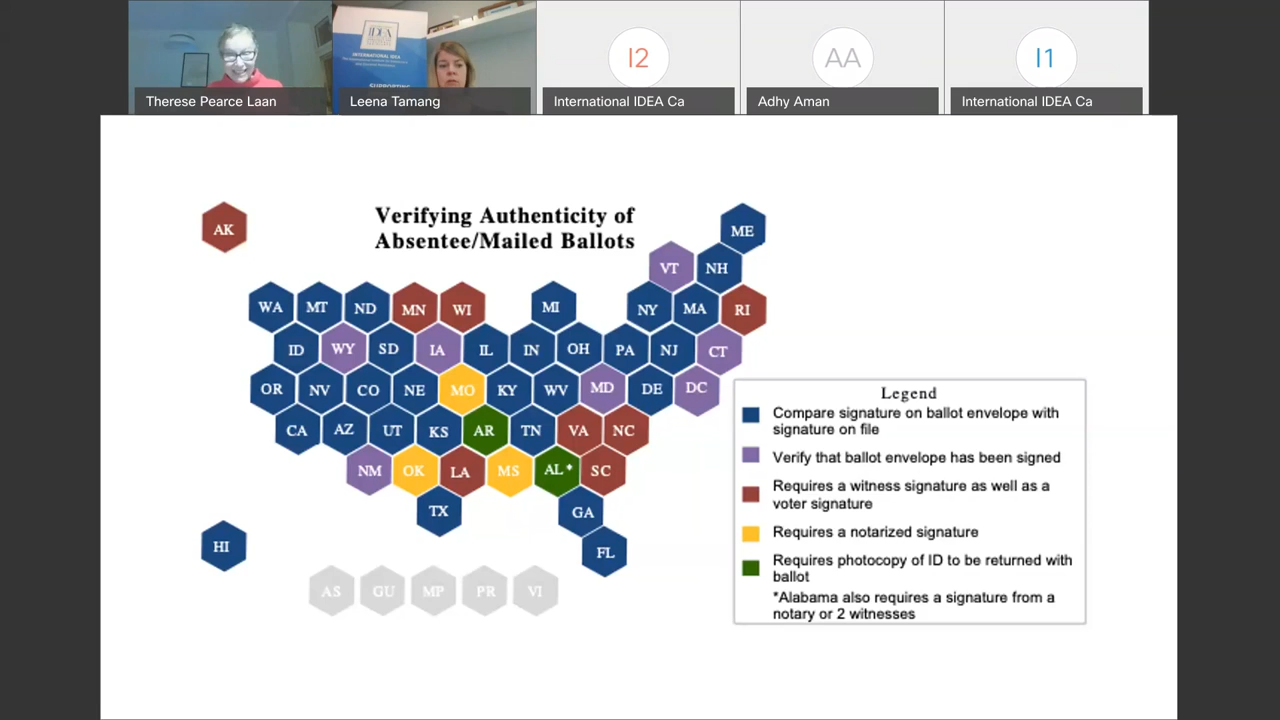 IDEA
INTERNATIONAL IDEA
SUPPORTING
I2
AA
I1
Therese Pearce Laan
Leena Tamang
International IDEA Ca
Adhy Aman
International IDEA Ca
Verifying Authenticity of
Absentee/Mailed Ballots
AK
ME
VT
NH
WA
MT
ND
MN
WI
MI
NY
MA
RI
ID
WY
SD
IA
IL
IN
OH
PA
NJ
CT
OR
NV
CO
NE
MO
KY
WV
MD
DE
DC
CA
AZ
UT
KS
AR
TN
VA
NC
NM
OK
LA
MS
AL*
SC
TX
GA
HI
FL
AS
GU
MP
PR
VI
Legend
Compare signature on ballot envelope with
signature on file
Verify that ballot envelope has been signed
Requires a witness signature as well as a
voter signature
Requires a notarized signature
Requires photocopy of ID to be returned with
ballot
*Alabama also requires a signature from a
notary or 2 witnesses